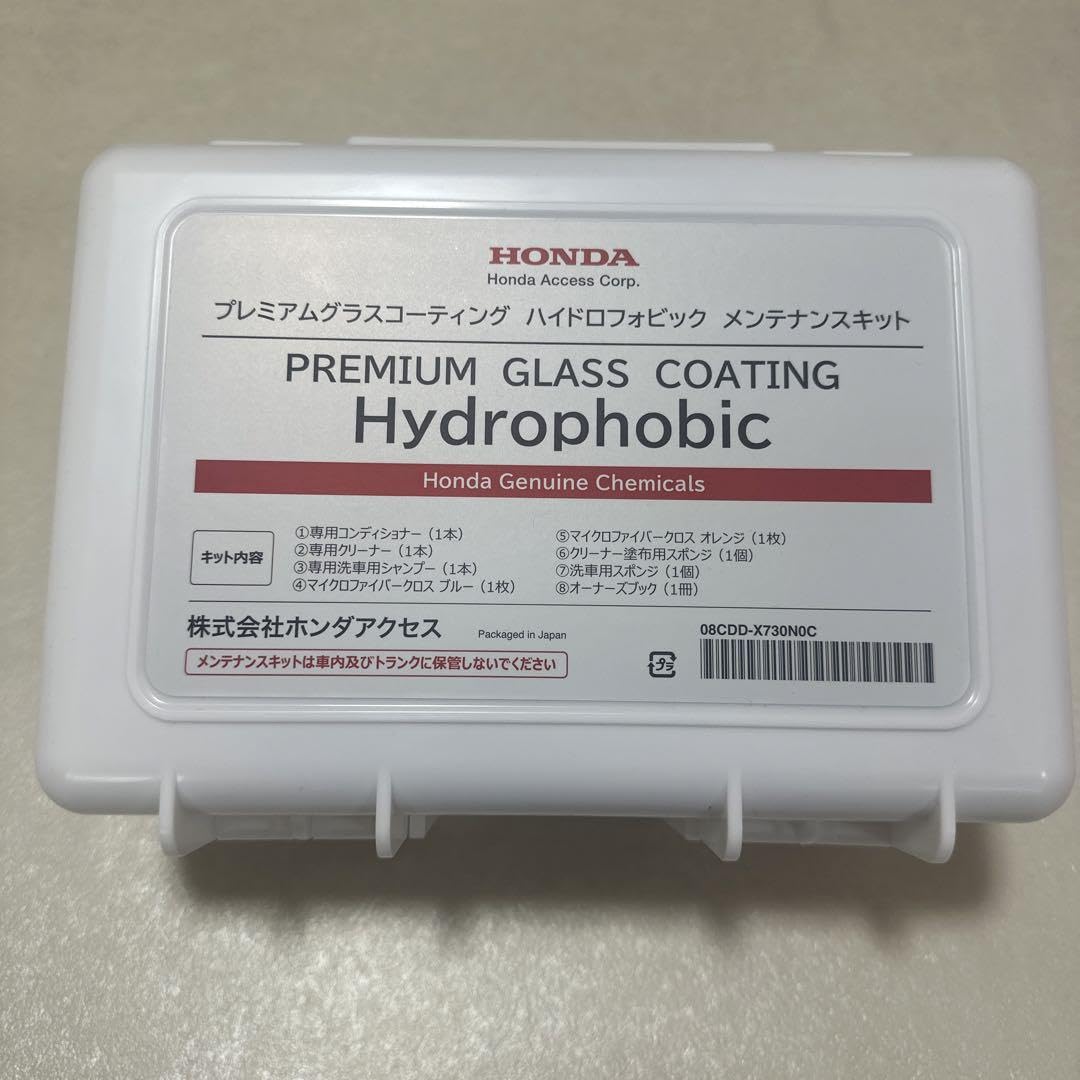 HONDA
Honda Access Corp.
プレミアムグラスコーティング ハイドロフォビック メンテナンスキット
PREMIUM GLASS COATING
Hydrophobic
Honda Genuine Chemicals
キット内容
①専用コンディショナー（1本）
②専用クリーナー（1本）
③専用洗車用シャンプー（1本）
④マイクロファイバークロス ブルー（1枚）
⑤マイクロファイバークロス オレンジ（1枚）
⑥クリーナー塗布用スポンジ（1個）
⑦洗車用スポンジ（1個）
⑧オーナーズブック（1冊）
株式会社ホンダアクセス
Packaged in Japan
メンテナンスキットは車内及びトランクに保管しないでください
プラ
08CDD-X730N0C